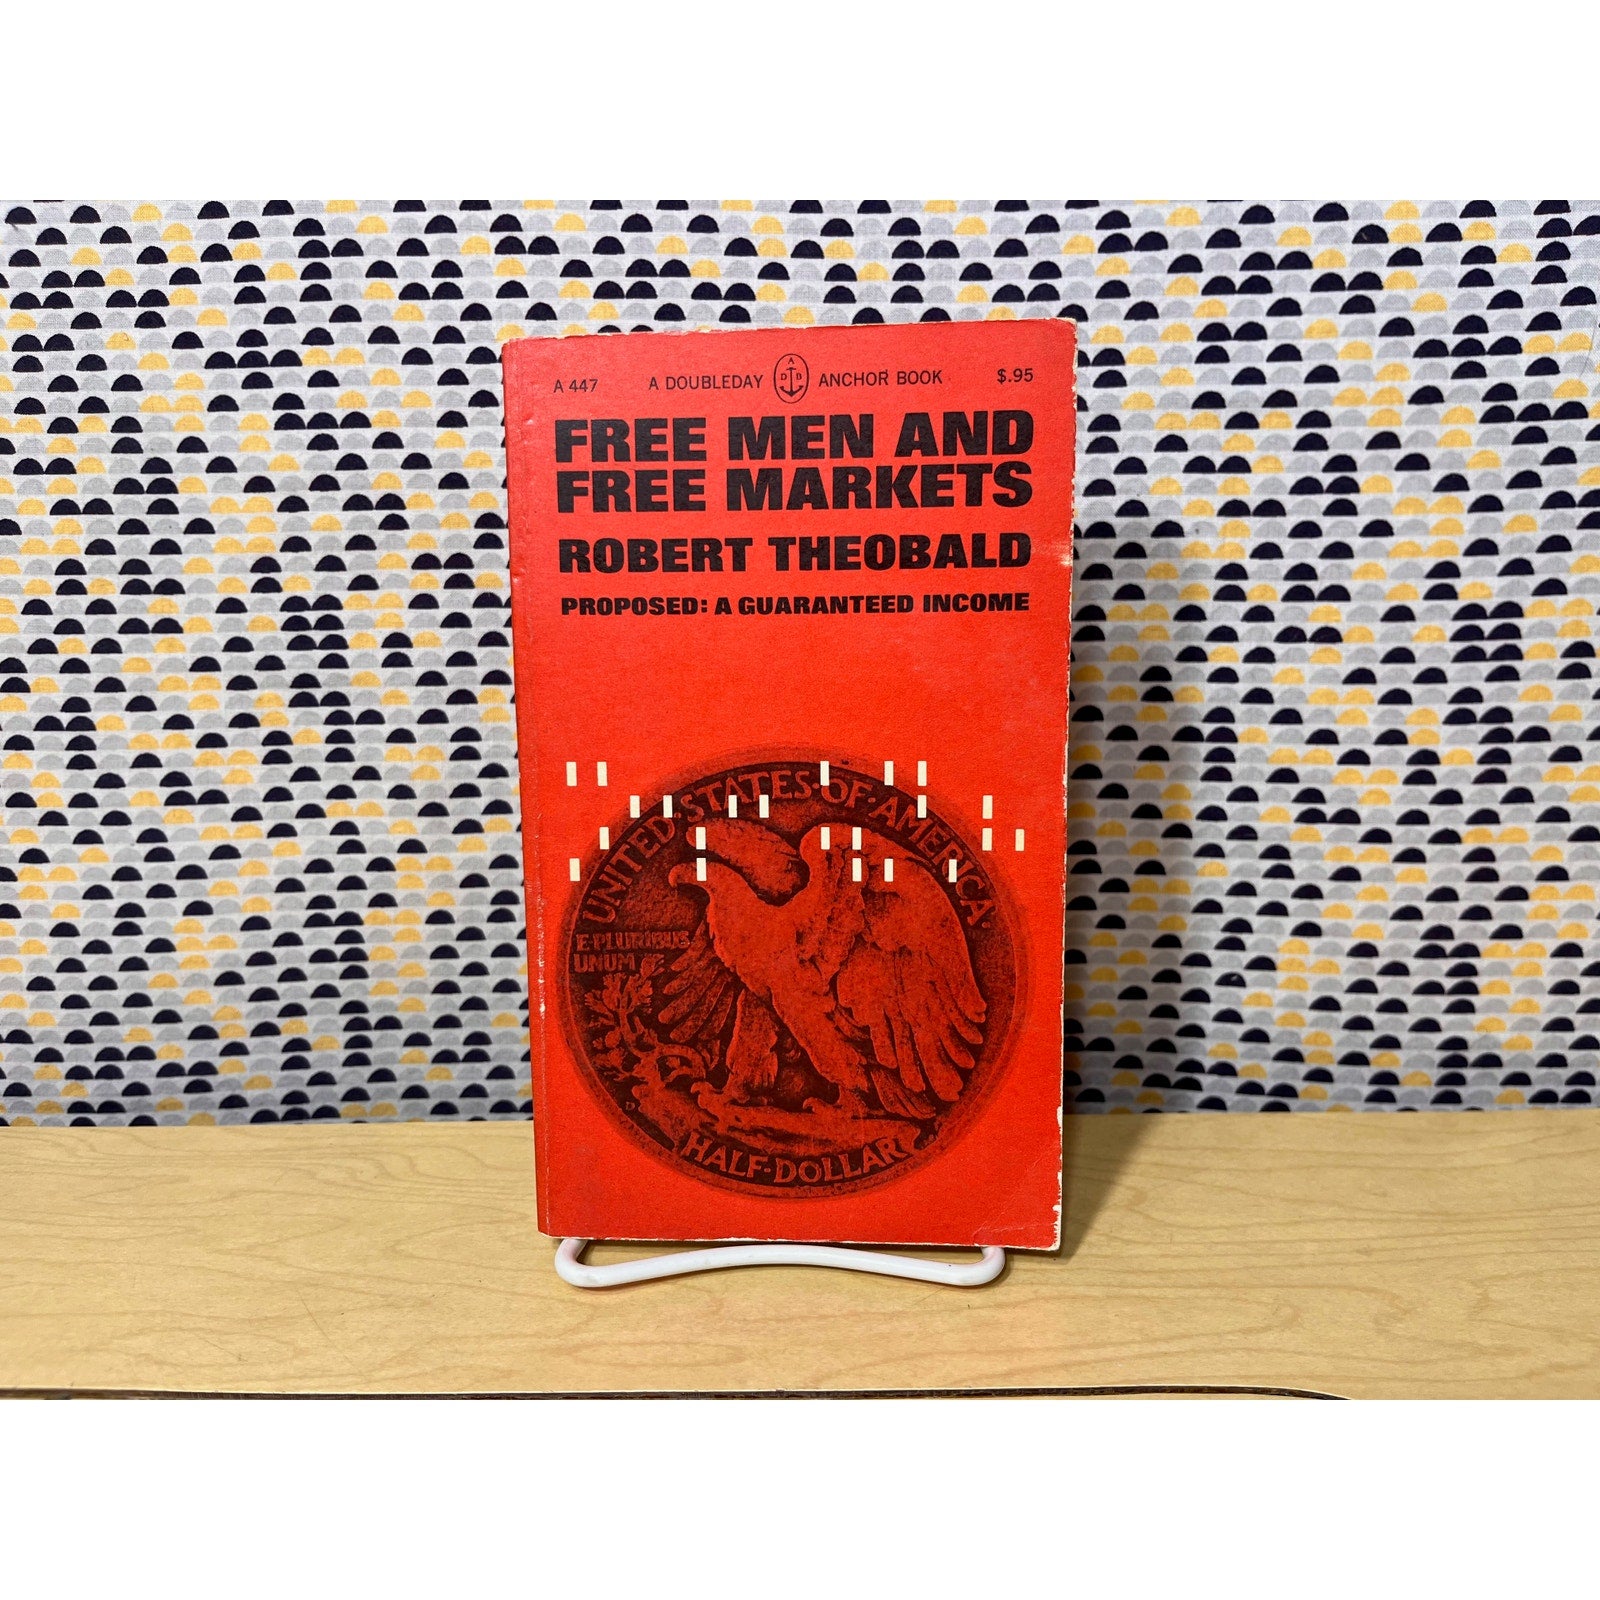 A 447 A DOUBLEDAY A D B ANCHOR BOOK $.95
FREE MEN AND
FREE MARKETS
ROBERT THEOBALD
PROPOSED: A GUARANTEED INCOME
UNITED·STATES·OF·AMERICA·
E·PLURIBUS
UNUM
HALF·DOLLAR